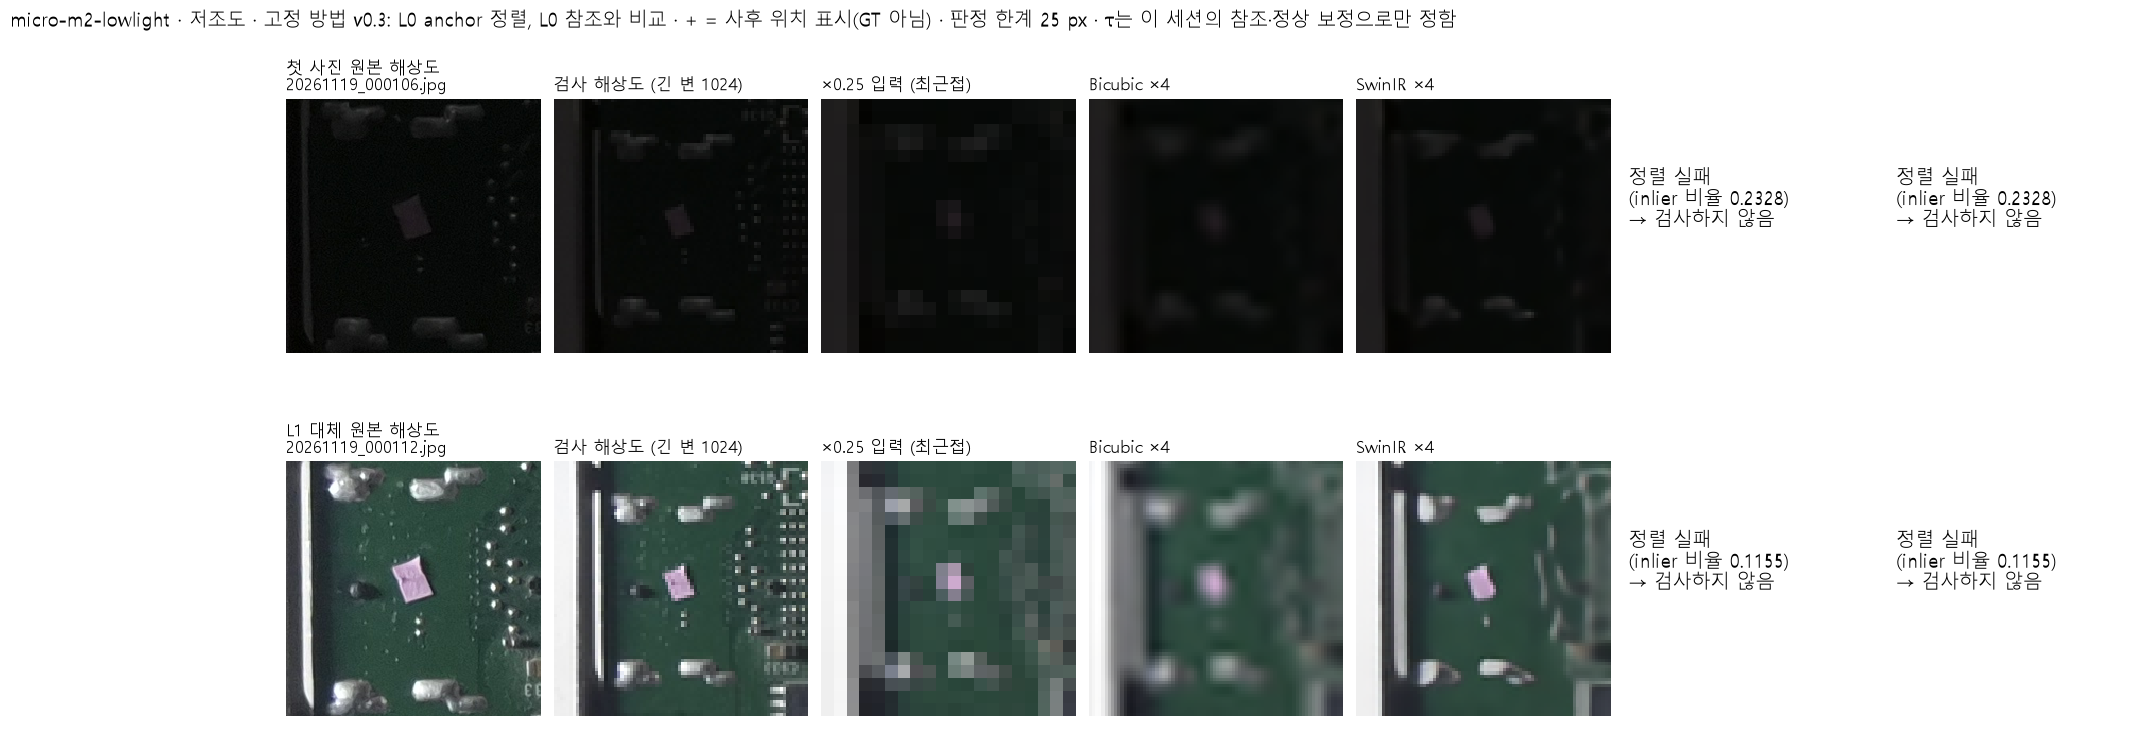 micro-m2-lowlight · 저조도 · 고정 방법 v0.3: L0 anchor 정렬, L0 참조와 비교 · + = 사후 위치 표시(GT 아님) · 판정 한계 25 px · τ는 이 세션의 참조·정상 보정으로만 정함
첫 사진 원본 해상도
20261119_000106.jpg
검사 해상도 (긴 변 1024)
×0.25 입력 (최근접)
Bicubic ×4
SwinIR ×4
정렬 실패
(inlier 비율 0.2328)
→ 검사하지 않음
정렬 실패
(inlier 비율 0.2328)
→ 검사하지 않음
L1 대체 원본 해상도
20261119_000112.jpg
검사 해상도 (긴 변 1024)
×0.25 입력 (최근접)
Bicubic ×4
SwinIR ×4
정렬 실패
(inlier 비율 0.1155)
→ 검사하지 않음
정렬 실패
(inlier 비율 0.1155)
→ 검사하지 않음